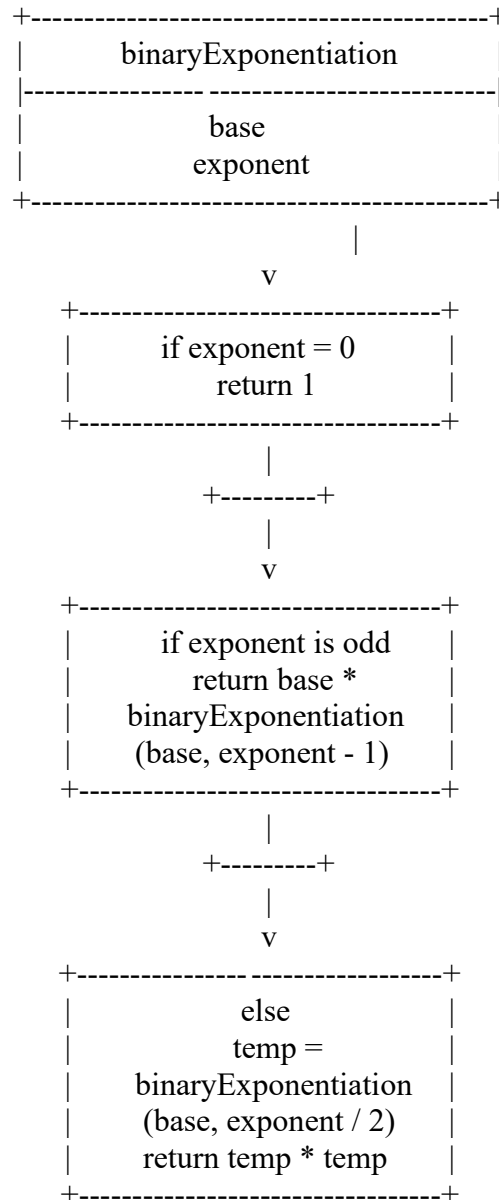 +--------------------------------------------+
| binaryExponentiation |
|----------------- ---------------------------|
| base |
| exponent |
+--------------------------------------------+
|
v
+-----------------------------------+
| if exponent = 0 |
| return 1 |
+-----------------------------------+
|
+---------+
|
v
+-----------------------------------+
| if exponent is odd |
| return base * |
| binaryExponentiation |
| (base, exponent - 1) |
+-----------------------------------+
|
+---------+
|
v
+---------------- ------------------+
| else |
| temp = |
| binaryExponentiation |
| (base, exponent / 2) |
| return temp * temp |
+-----------------------------------+